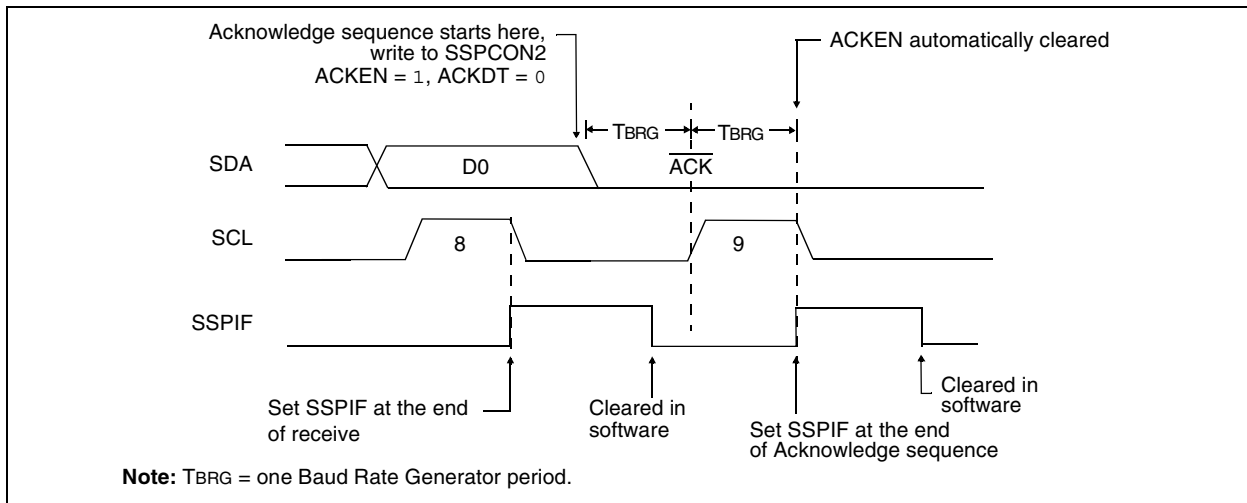 Acknowledge sequence starts here,
write to SSPCON2
ACKEN = 1, ACKDT = 0
ACKEN automatically cleared
TBRG
TBRG
SDA
D0
ACK
SCL
8
9
SSPIF
Set SSPIF at the end
of receive
Cleared in
software
Set SSPIF at the end
of Acknowledge sequence
Cleared in
software
Note: TBRG = one Baud Rate Generator period.